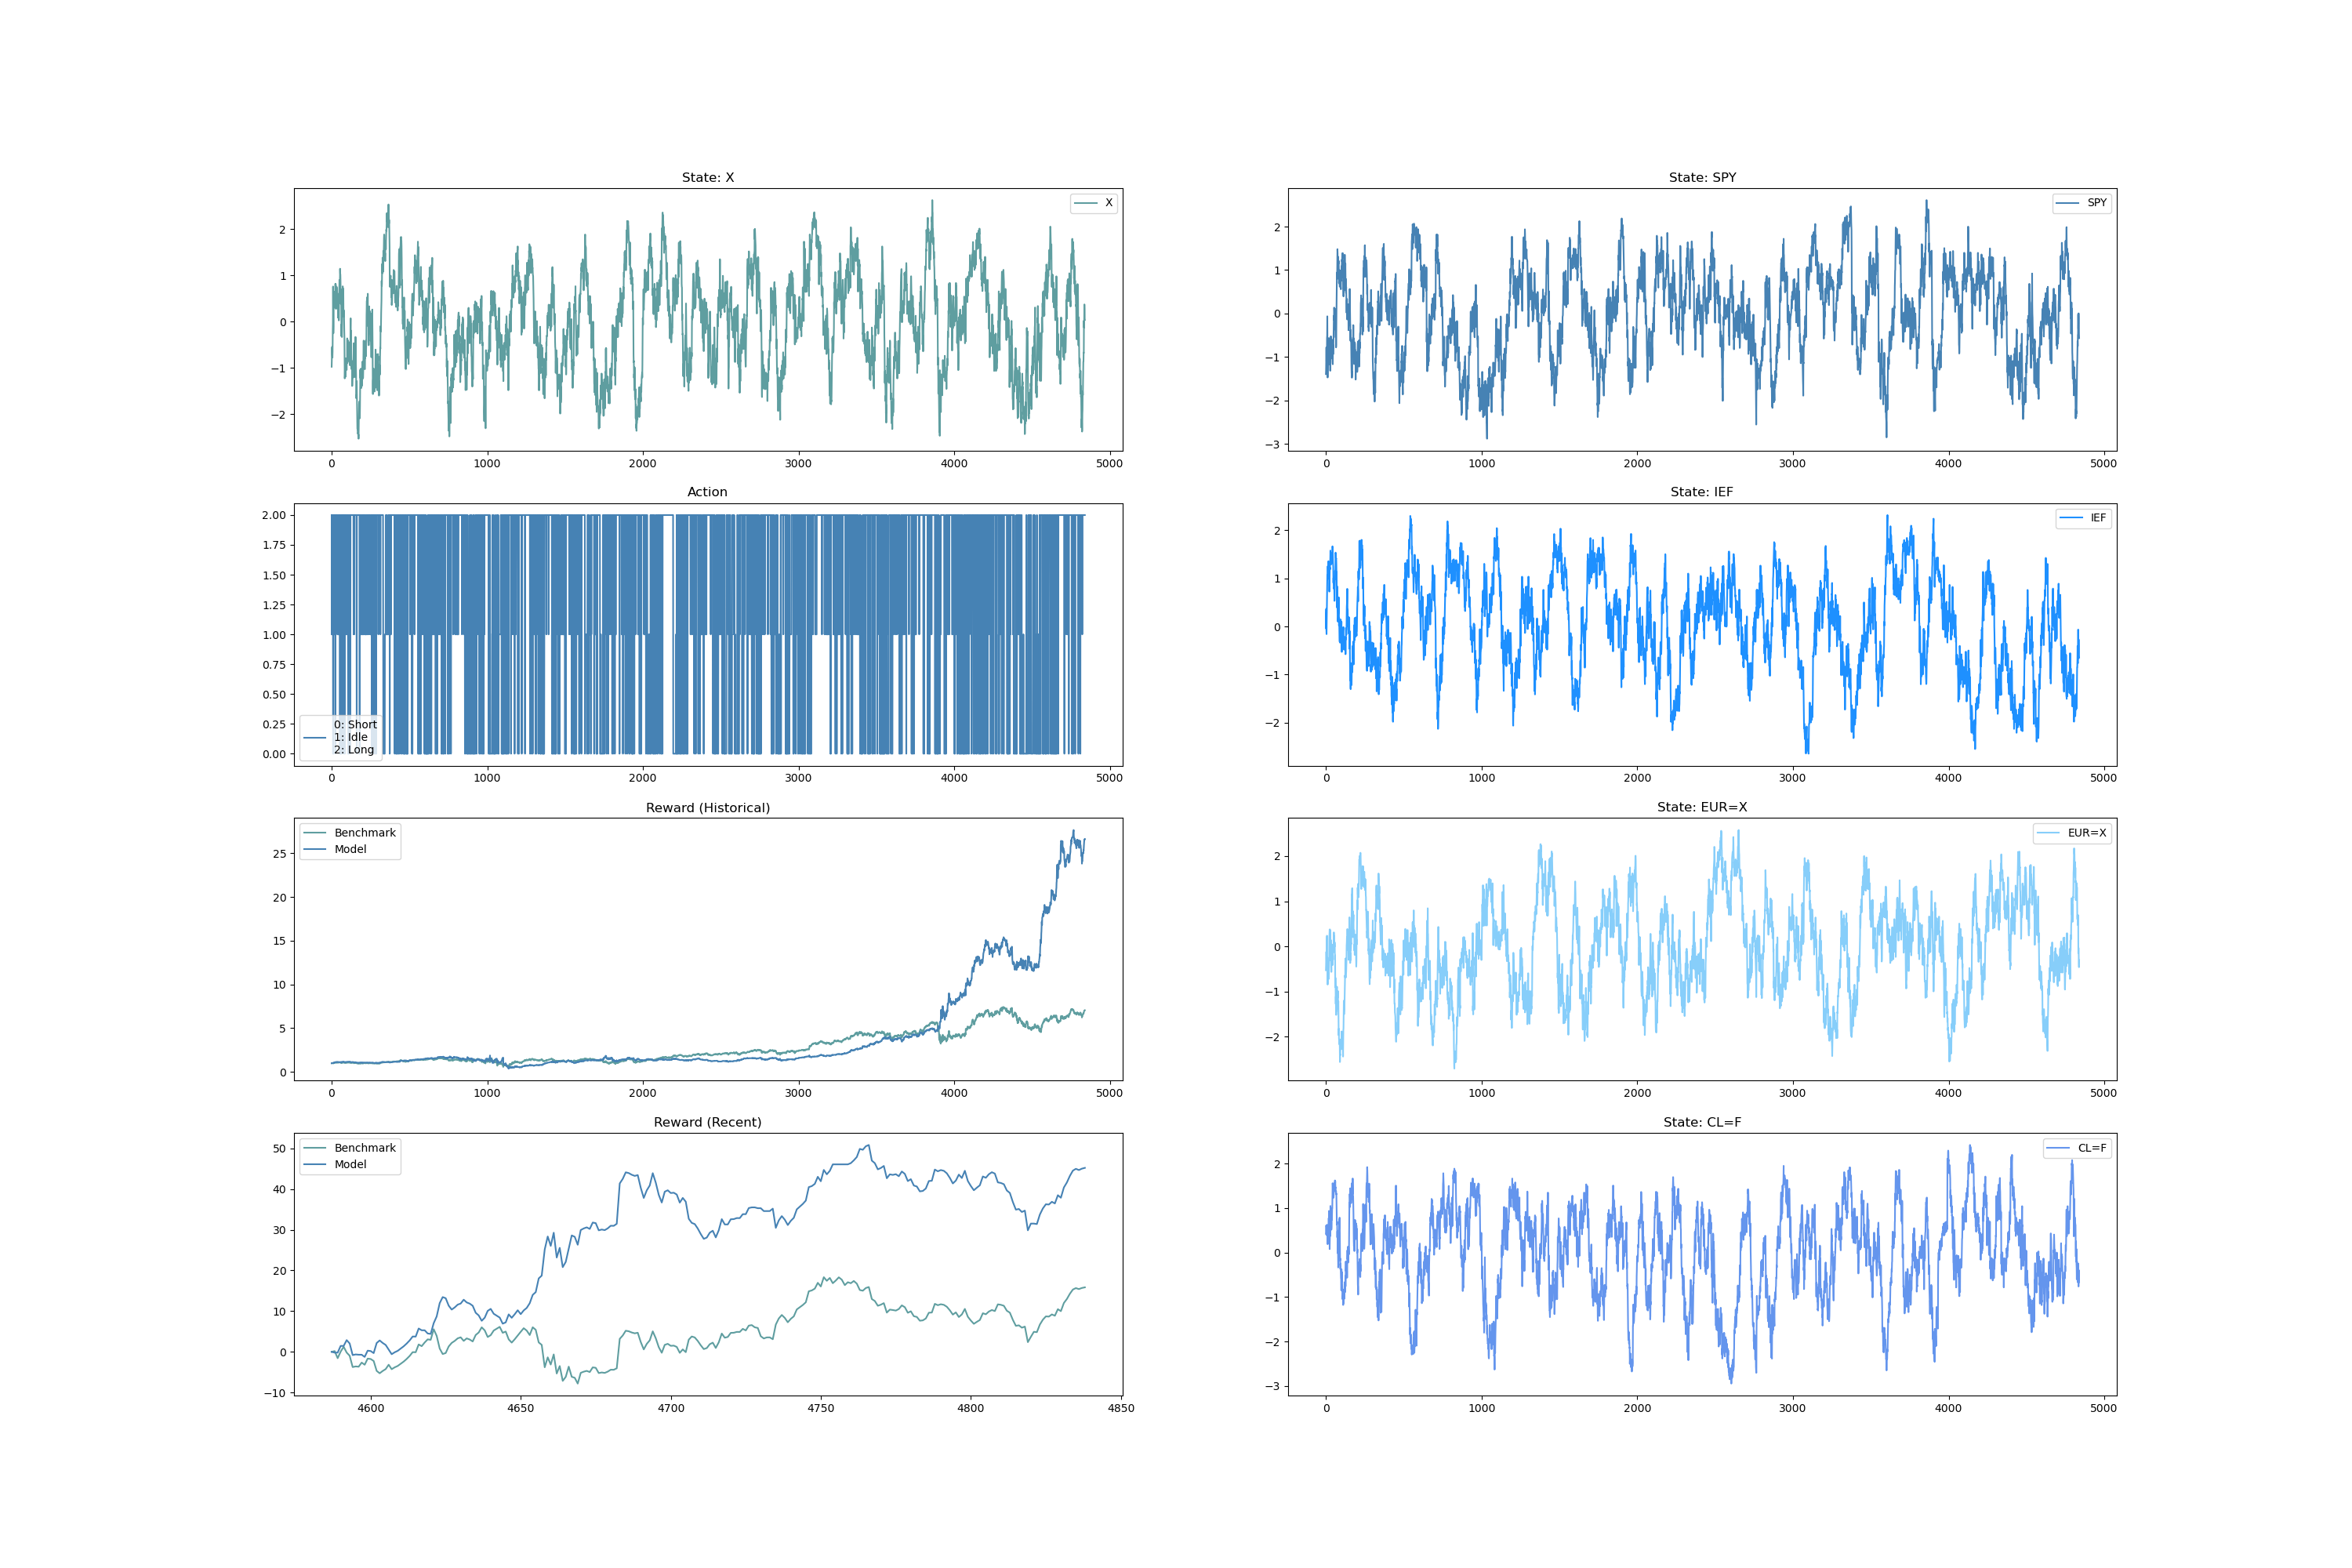 State: X
X
2
1
0
−1
−2
0 1000 2000 3000 4000 5000
State: SPY
SPY
2
1
0
−1
−2
−3
0 1000 2000 3000 4000 5000
Action
2.00
1.75
1.50
1.25
1.00
0.75
0.50
0.25
0.00
0: Short
1: Idle
2: Long
0 1000 2000 3000 4000 5000
State: IEF
IEF
2
1
0
−1
−2
0 1000 2000 3000 4000 5000
Reward (Historical)
Benchmark
Model
25
20
15
10
5
0
0 1000 2000 3000 4000 5000
State: EUR=X
EUR=X
2
1
0
−1
−2
0 1000 2000 3000 4000 5000
Reward (Recent)
Benchmark
Model
50
40
30
20
10
0
−10
4600 4650 4700 4750 4800 4850
State: CL=F
CL=F
2
1
0
−1
−2
−3
0 1000 2000 3000 4000 5000